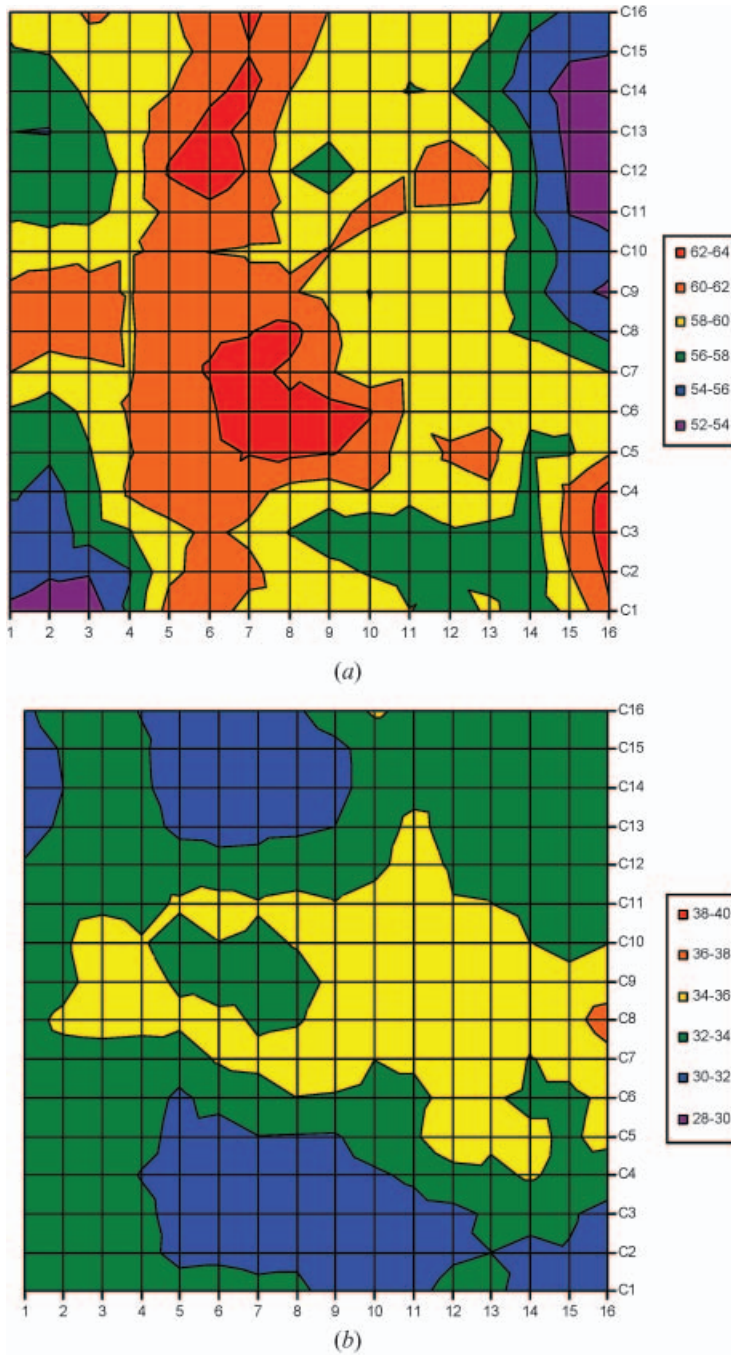 C16
C15
C14
C13
C12
C11
C10
C9
C8
C7
C6
C5
C4
C3
C2
C1
62-64
60-62
58-60
56-58
54-56
52-54
1 2 3 4 5 6 7 8 9 10 11 12 13 14 15 16
(a)
C16
C15
C14
C13
C12
C11
C10
C9
C8
C7
C6
C5
C4
C3
C2
C1
38-40
36-38
34-36
32-34
30-32
28-30
1 2 3 4 5 6 7 8 9 10 11 12 13 14 15 16
(b)